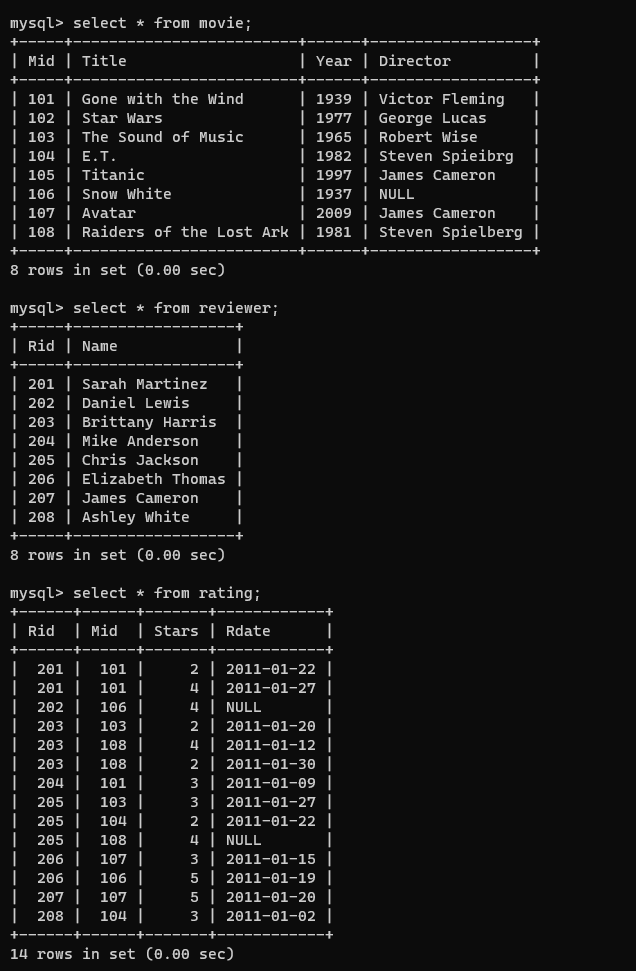 mysql> select * from movie;
+-----+-------------------------+------+------------------+
| Mid | Title                   | Year | Director         |
+-----+-------------------------+------+------------------+
| 101 | Gone with the Wind      | 1939 | Victor Fleming   |
| 102 | Star Wars               | 1977 | George Lucas     |
| 103 | The Sound of Music      | 1965 | Robert Wise      |
| 104 | E.T.                    | 1982 | Steven Spieibrg  |
| 105 | Titanic                 | 1997 | James Cameron    |
| 106 | Snow White              | 1937 | NULL             |
| 107 | Avatar                  | 2009 | James Cameron    |
| 108 | Raiders of the Lost Ark | 1981 | Steven Spielberg |
+-----+-------------------------+------+------------------+
8 rows in set (0.00 sec)

mysql> select * from reviewer;
+-----+------------------+
| Rid | Name             |
+-----+------------------+
| 201 | Sarah Martinez   |
| 202 | Daniel Lewis     |
| 203 | Brittany Harris  |
| 204 | Mike Anderson    |
| 205 | Chris Jackson    |
| 206 | Elizabeth Thomas |
| 207 | James Cameron    |
| 208 | Ashley White     |
+-----+------------------+
8 rows in set (0.00 sec)

mysql> select * from rating;
+------+------+-------+------------+
| Rid  | Mid  | Stars | Rdate      |
+------+------+-------+------------+
|  201 |  101 |     2 | 2011-01-22 |
|  201 |  101 |     4 | 2011-01-27 |
|  202 |  106 |     4 | NULL       |
|  203 |  103 |     2 | 2011-01-20 |
|  203 |  108 |     4 | 2011-01-12 |
|  203 |  108 |     2 | 2011-01-30 |
|  204 |  101 |     3 | 2011-01-09 |
|  205 |  103 |     3 | 2011-01-27 |
|  205 |  104 |     2 | 2011-01-22 |
|  205 |  108 |     4 | NULL       |
|  206 |  107 |     3 | 2011-01-15 |
|  206 |  106 |     5 | 2011-01-19 |
|  207 |  107 |     5 | 2011-01-20 |
|  208 |  104 |     3 | 2011-01-02 |
+------+------+-------+------------+
14 rows in set (0.00 sec)